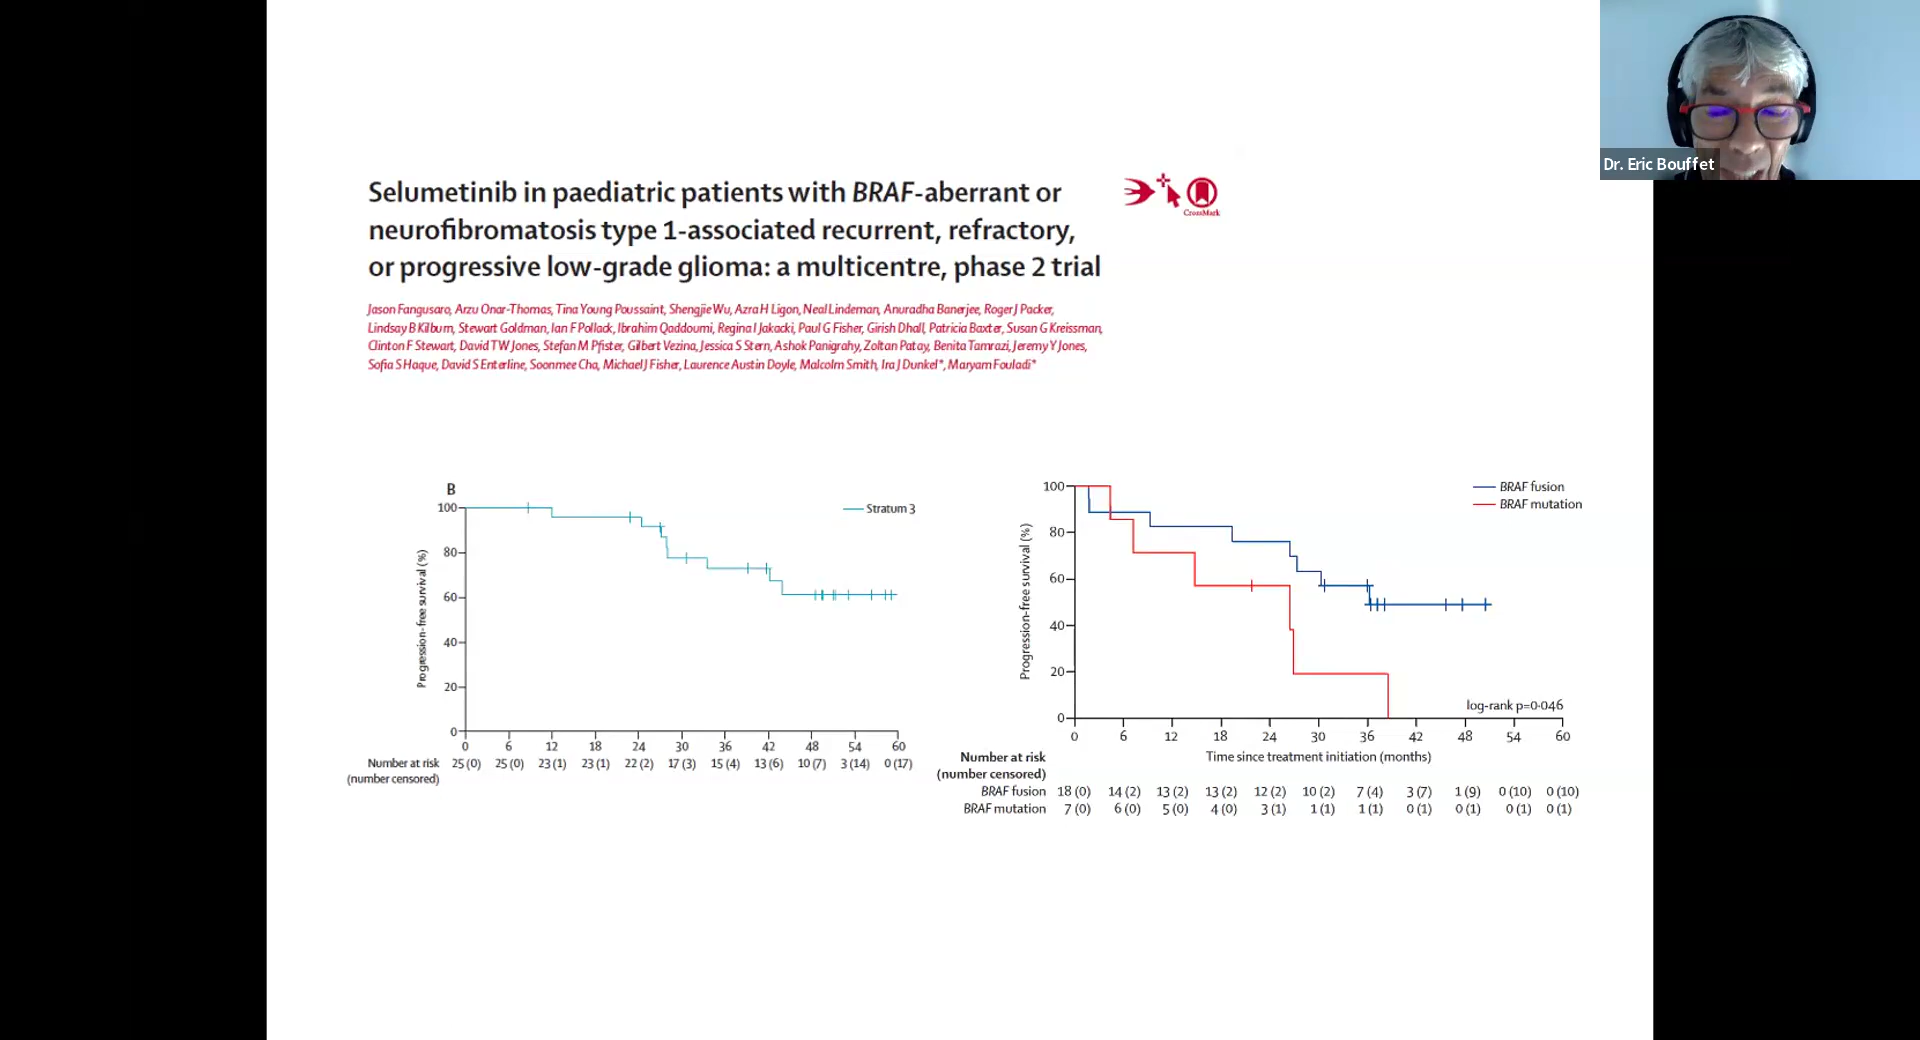 Dr. Eric Bouffet
Selumetinib in paediatric patients with BRAF-aberrant or
neurofibromatosis type 1-associated recurrent, refractory,
or progressive low-grade glioma: a multicentre, phase 2 trial
CrossMark
Jason Fangusaro, Arzu Onar-Thomas, Tina Young Poussaint, Shengjie Wu, Azra H Ligon, Neal Lindeman, Anuradha Banerjee, Roger J Packer,
Lindsay B Kilburn, Stewart Goldman, Ian F Pollack, Ibrahim Qaddoumi, Regina I Jakacki, Paul G Fisher, Girish Dhall, Patricia Baxter, Susan G Kreissman,
Clinton F Stewart, David T W Jones, Stefan M Pfister, Gilbert Vezina, Jessica S Stern, Ashok Panigrahy, Zoltan Patay, Benita Tamrazi, Jeremy Y Jones,
Sofia S Haque, David S Enterline, Soonmee Cha, Michael J Fisher, Laurence Austin Doyle, Malcolm Smith, Ira J Dunkel*, Maryam Fouladi*
B
Stratum 3
Progression-free survival (%)
100
80
60
40
20
0
0 6 12 18 24 30 36 42 48 54 60
Number at risk 25 (0) 25 (0) 23 (1) 23 (1) 22 (2) 17 (3) 15 (4) 13 (6) 10 (7) 3 (14) 0 (17)
(number censored)
BRAF fusion
BRAF mutation
Progression-free survival (%)
100
80
60
40
20
0
log-rank p=0·046
0 6 12 18 24 30 36 42 48 54 60
Time since treatment initiation (months)
Number at risk
(number censored)
BRAF fusion 18 (0) 14 (2) 13 (2) 13 (2) 12 (2) 10 (2) 7 (4) 3 (7) 1 (9) 0 (10) 0 (10)
BRAF mutation 7 (0) 6 (0) 5 (0) 4 (0) 3 (1) 1 (1) 1 (1) 0 (1) 0 (1) 0 (1) 0 (1)